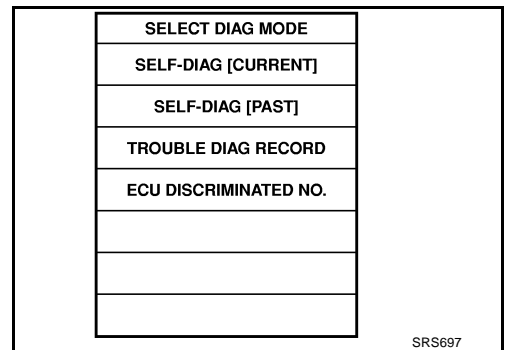 SELECT DIAG MODE
SELF-DIAG [CURRENT]
SELF-DIAG [PAST]
TROUBLE DIAG RECORD
ECU DISCRIMINATED NO.
SRS697